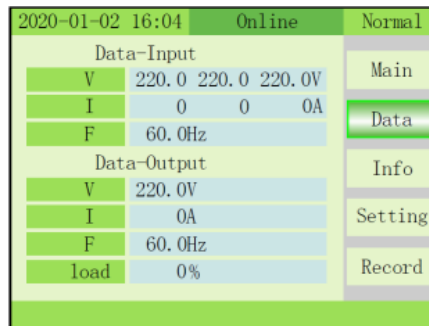 2020-01-02 16:04 Online Normal
Data-Input
V 220.0 220.0 220.0V
I 0 0 0A
F 60.0Hz
Data-Output
V 220.0V
I 0A
F 60.0Hz
load 0%
Main
Data
Info
Setting
Record